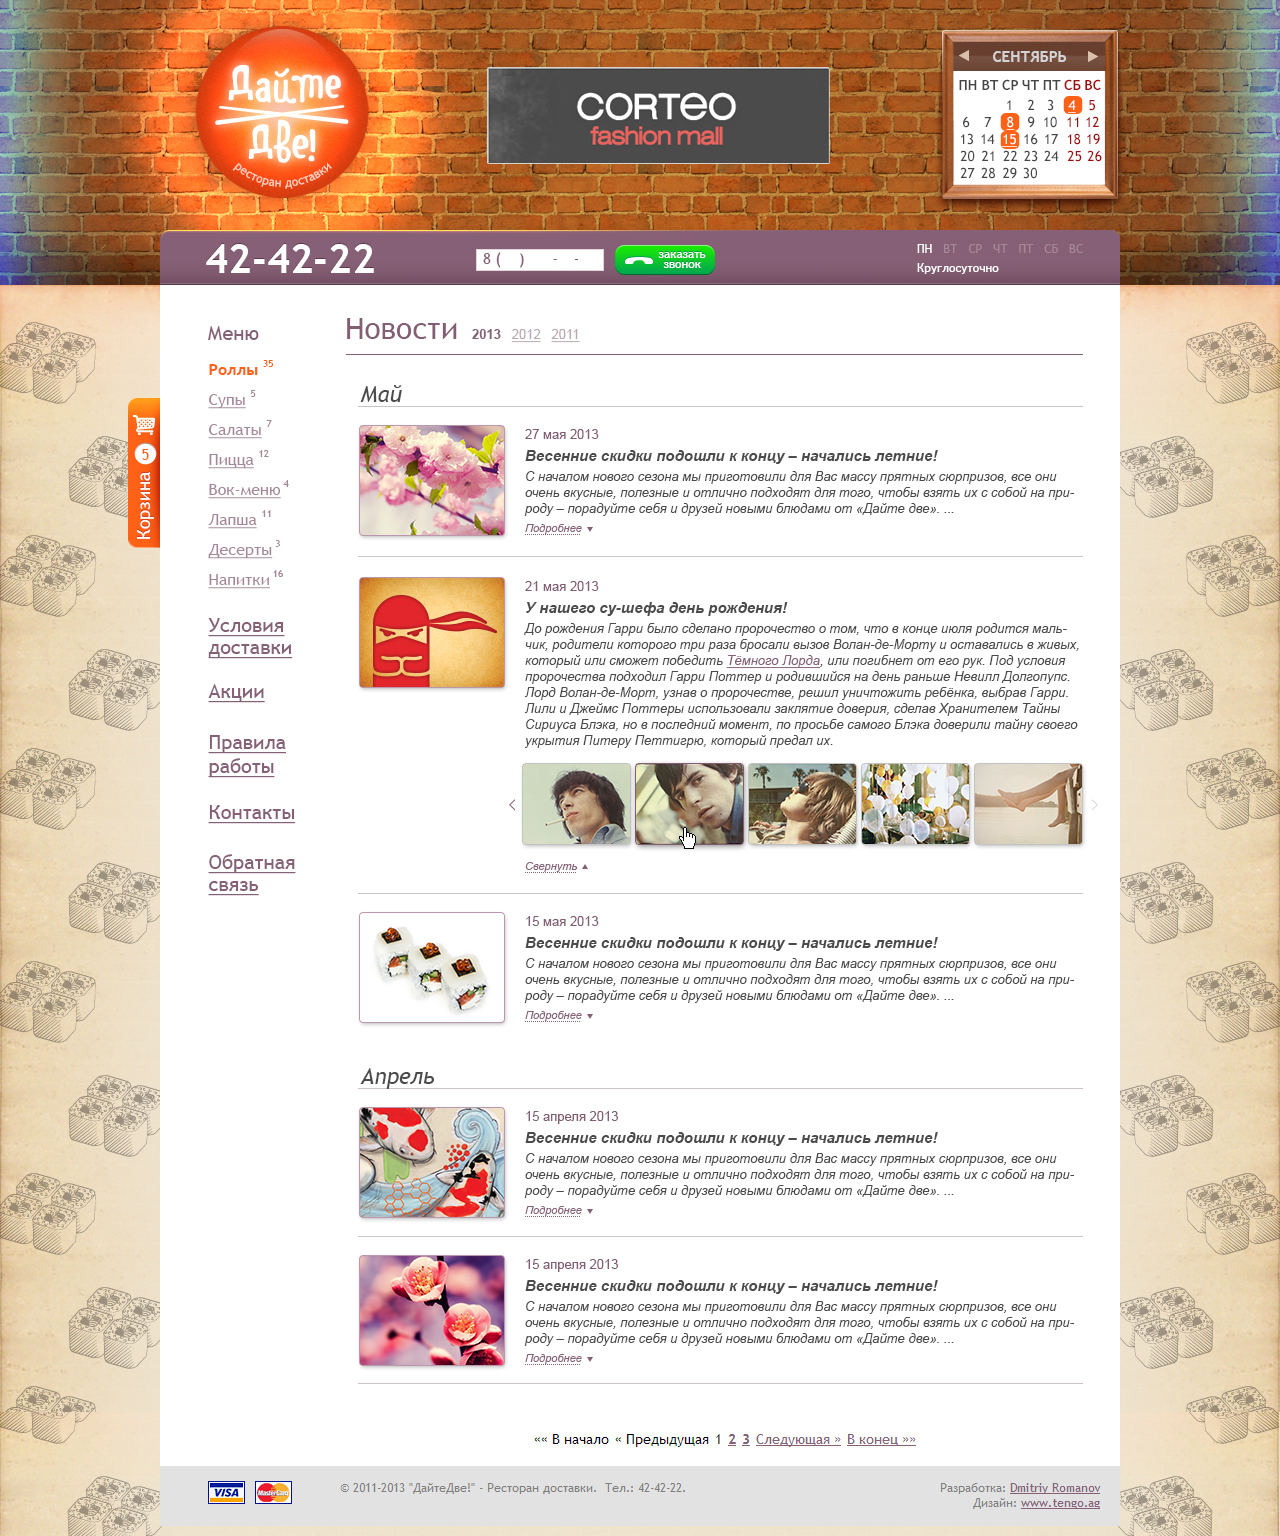 Дайте
Две!
ресторан доставки
CORTEO
fashion mall
СЕНТЯБРЬ
ПН ВТ СР ЧТ ПТ СБ ВС
1 2 3 4 5
6 7 8 9 10 11 12
13 14 15 16 17 18 19
20 21 22 23 24 25 26
27 28 29 30
42-42-22
8 ( ) - -
заказать
звонок
ПН ВТ СР ЧТ ПТ СБ ВС
Круглосуточно
Корзина 5
Меню
Роллы 35
Супы 5
Салаты 7
Пицца 12
Вок-меню 4
Лапша 11
Десерты 3
Напитки 16
Условия
доставки
Акции
Правила
работы
Контакты
Обратная
связь
Новости 2013 2012 2011
Май
27 мая 2013
Весенние скидки подошли к концу – начались летние!
С началом нового сезона мы приготовили для Вас массу прятных сюрпризов, все они
очень вкусные, полезные и отлично подходят для того, чтобы взять их с собой на при-
роду – порадуйте себя и друзей новыми блюдами от «Дайте две». ...
Подробнее
21 мая 2013
У нашего су-шефа день рождения!
До рождения Гарри было сделано пророчество о том, что в конце июля родится маль-
чик, родители которого три раза бросали вызов Волан-де-Морту и оставались в живых,
который или сможет победить Тёмного Лорда, или погибнет от его рук. Под условия
пророчества подходил Гарри Поттер и родившийся на день раньше Невилл Долгопупс.
Лорд Волан-де-Морт, узнав о пророчестве, решил уничтожить ребёнка, выбрав Гарри.
Лили и Джеймс Поттеры использовали заклятие доверия, сделав Хранителем Тайны
Сириуса Блэка, но в последний момент, по просьбе самого Блэка доверили тайну своего
укрытия Питеру Петтигрю, который предал их.
Свернуть
15 мая 2013
Весенние скидки подошли к концу – начались летние!
С началом нового сезона мы приготовили для Вас массу прятных сюрпризов, все они
очень вкусные, полезные и отлично подходят для того, чтобы взять их с собой на при-
роду – порадуйте себя и друзей новыми блюдами от «Дайте две». ...
Подробнее
Апрель
15 апреля 2013
Весенние скидки подошли к концу – начались летние!
С началом нового сезона мы приготовили для Вас массу прятных сюрпризов, все они
очень вкусные, полезные и отлично подходят для того, чтобы взять их с собой на при-
роду – порадуйте себя и друзей новыми блюдами от «Дайте две». ...
Подробнее
15 апреля 2013
Весенние скидки подошли к концу – начались летние!
С началом нового сезона мы приготовили для Вас массу прятных сюрпризов, все они
очень вкусные, полезные и отлично подходят для того, чтобы взять их с собой на при-
роду – порадуйте себя и друзей новыми блюдами от «Дайте две». ...
Подробнее
«« В начало « Предыдущая 1 2 3 Следующая » В конец »»
VISA MasterCard
© 2011-2013 "ДайтеДве!" - Ресторан доставки. Тел.: 42-42-22.
Разработка: Dmitriy Romanov
Дизайн: www.tengo.ag